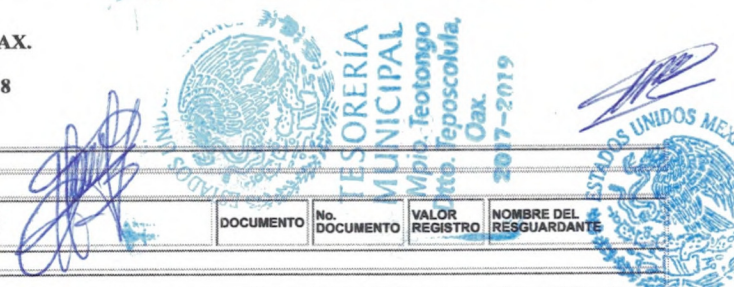 AX.
8
TESORERÍA
MUNICIPAL
Mpio. Teotongo
Dtto. Teposcolula,
Oax.
2017-2019
ESTADOS UNIDOS MEX
DOCUMENTO
No.
DOCUMENTO
VALOR
REGISTRO
NOMBRE DEL
RESGUARDANTE